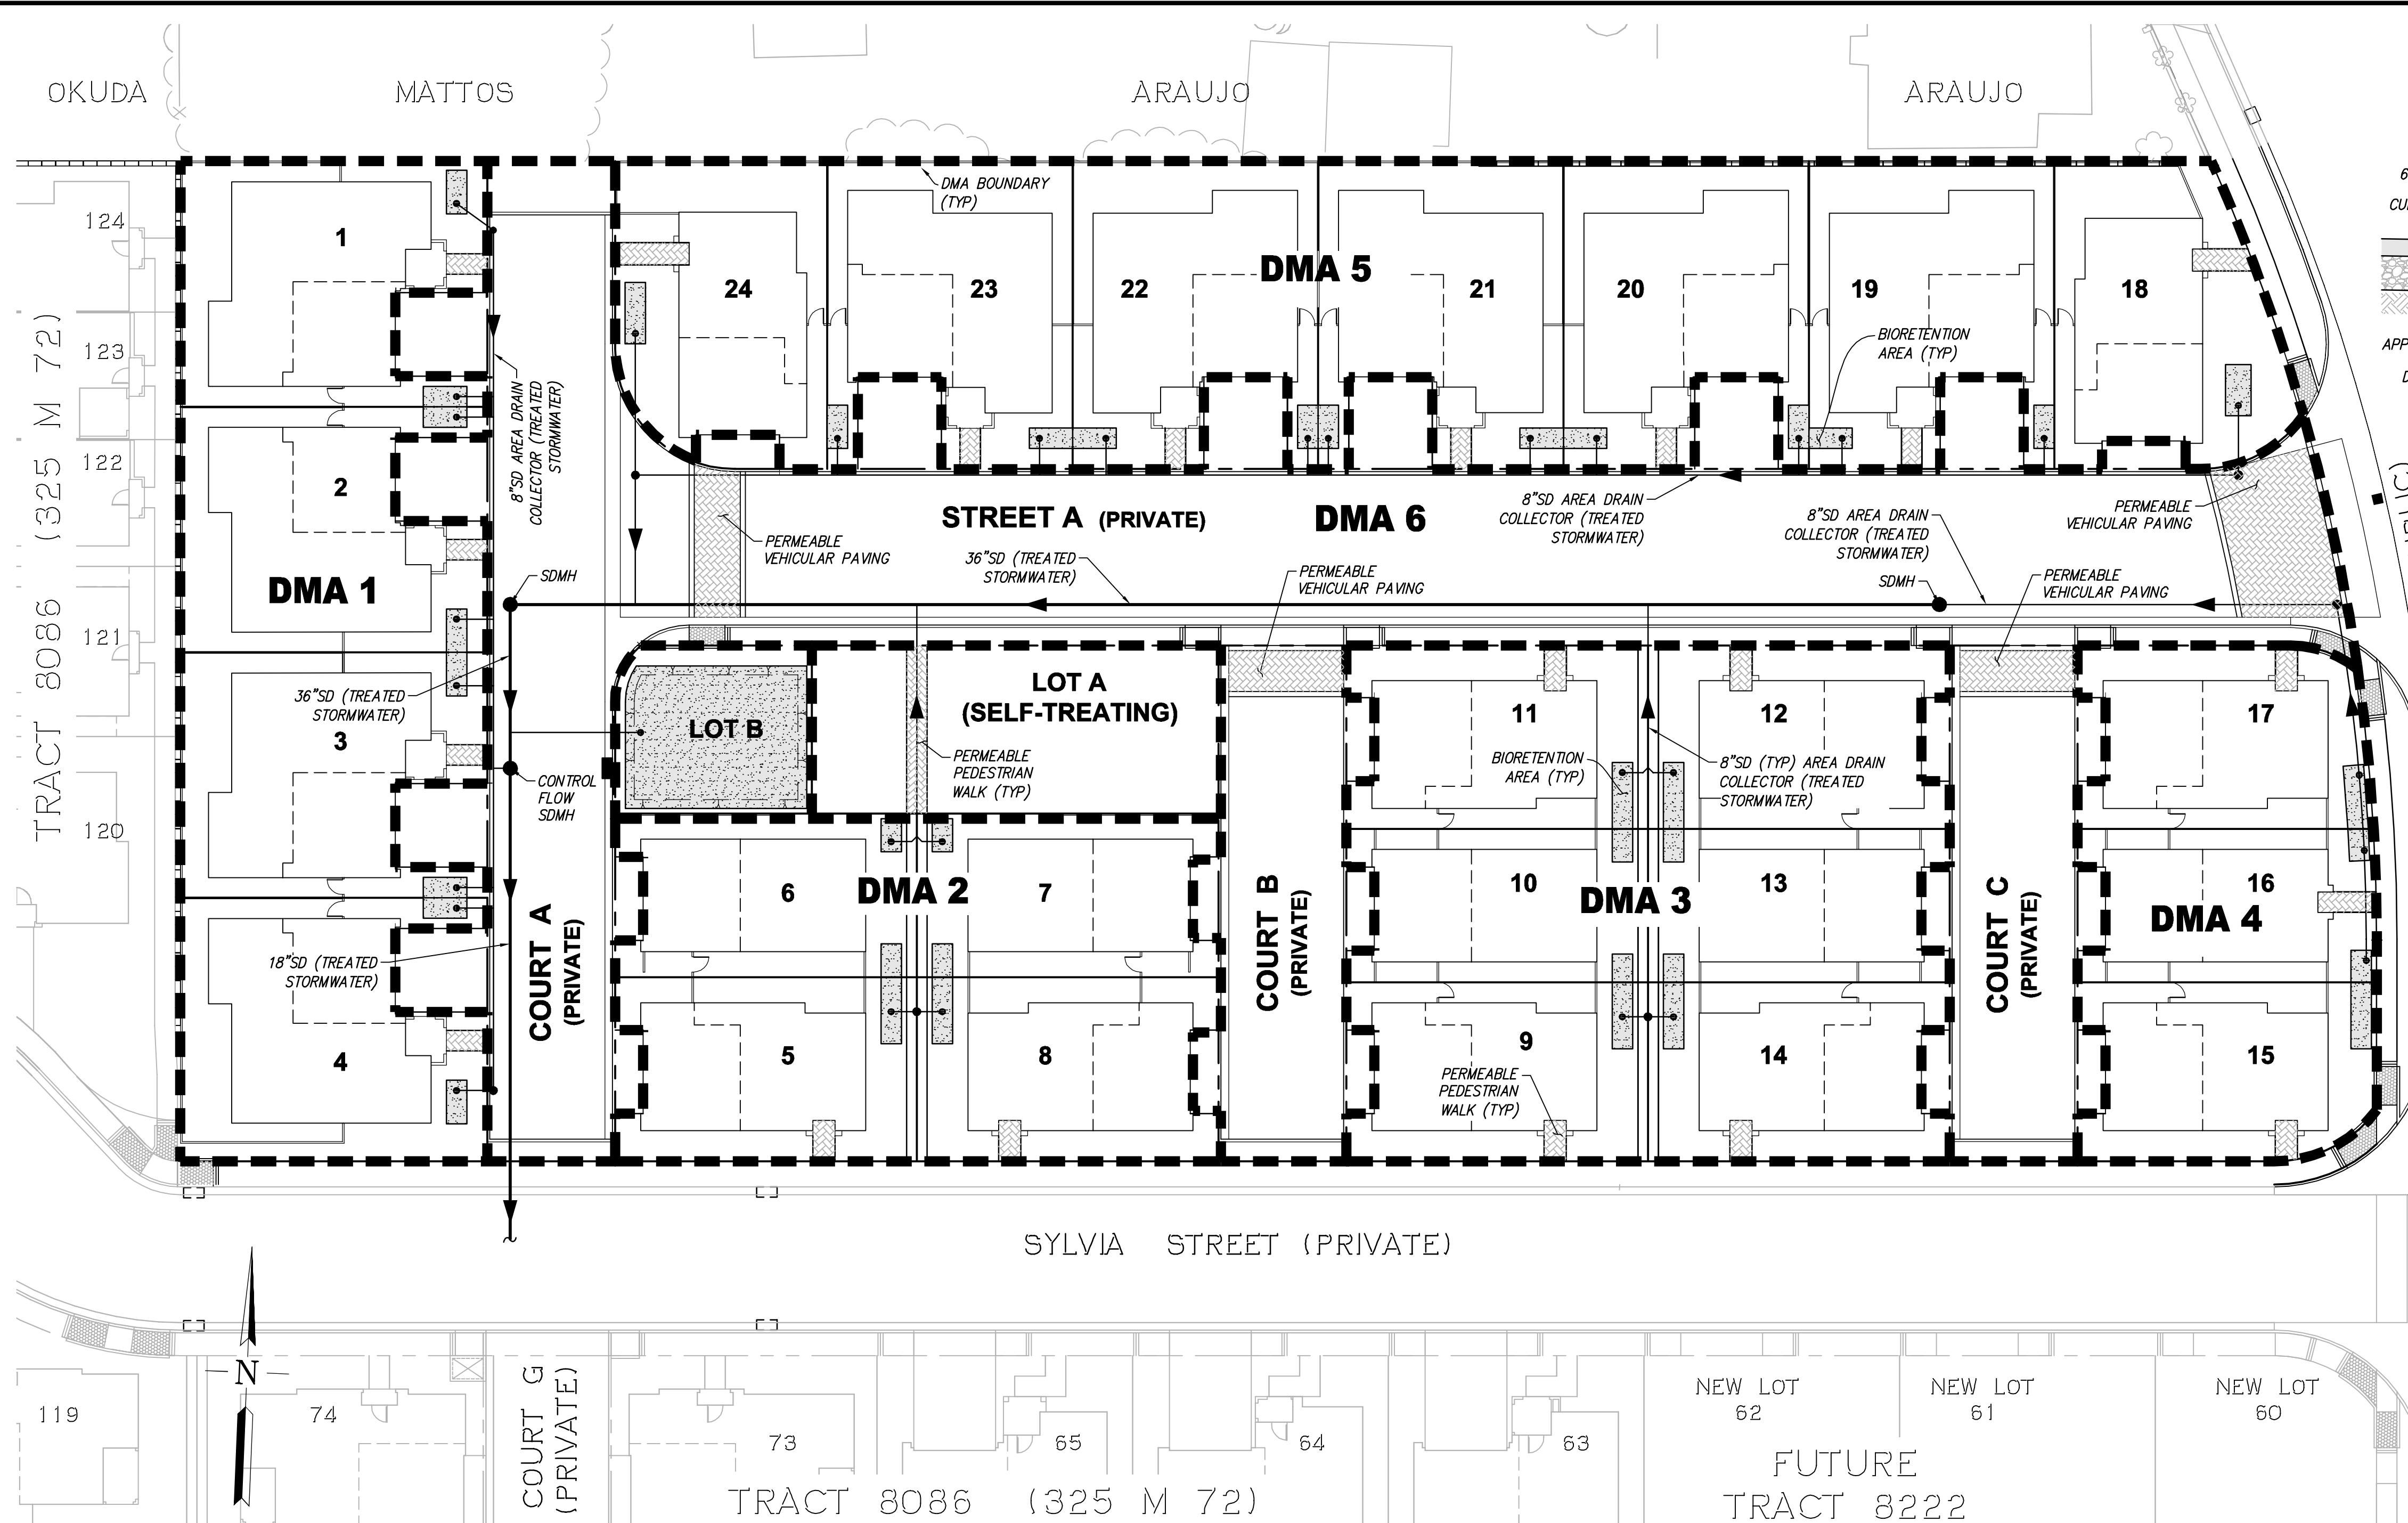 OKUDA
MATTOS
ARAUJO
ARAUJO
DMA BOUNDARY
(TYP)
124
123
122
121
120
TRACT 8086 (325 M 72)
1
2
DMA 1
3
4
8"SD AREA DRAIN
COLLECTOR (TREATED
STORMWATER)
24
23
22
DMA 5
21
20
19
18
BIORETENTION
AREA (TYP)
STREET A (PRIVATE)
DMA 6
8"SD AREA DRAIN
COLLECTOR (TREATED
STORMWATER)
8"SD AREA DRAIN
COLLECTOR (TREATED
STORMWATER)
PERMEABLE
VEHICULAR PAVING
PERMEABLE
VEHICULAR PAVING
36"SD (TREATED
STORMWATER)
PERMEABLE
VEHICULAR PAVING
SDMH
SDMH
PERMEABLE
VEHICULAR PAVING
36"SD (TREATED
STORMWATER)
LOT B
LOT A
(SELF-TREATING)
PERMEABLE
PEDESTRIAN
WALK (TYP)
CONTROL
FLOW
SDMH
18"SD (TREATED
STORMWATER)
COURT A
(PRIVATE)
6
DMA 2
7
5
8
COURT B
(PRIVATE)
11
12
BIORETENTION
AREA (TYP)
8"SD (TYP) AREA DRAIN
COLLECTOR (TREATED
STORMWATER)
10
DMA 3
13
9
14
PERMEABLE
PEDESTRIAN
WALK (TYP)
COURT C
(PRIVATE)
17
16
DMA 4
15
SYLVIA STREET (PRIVATE)
N
119
74
COURT G
(PRIVATE)
73
65
64
63
NEW LOT
62
NEW LOT
61
NEW LOT
60
TRACT 8086 (325 M 72)
FUTURE
TRACT 8222